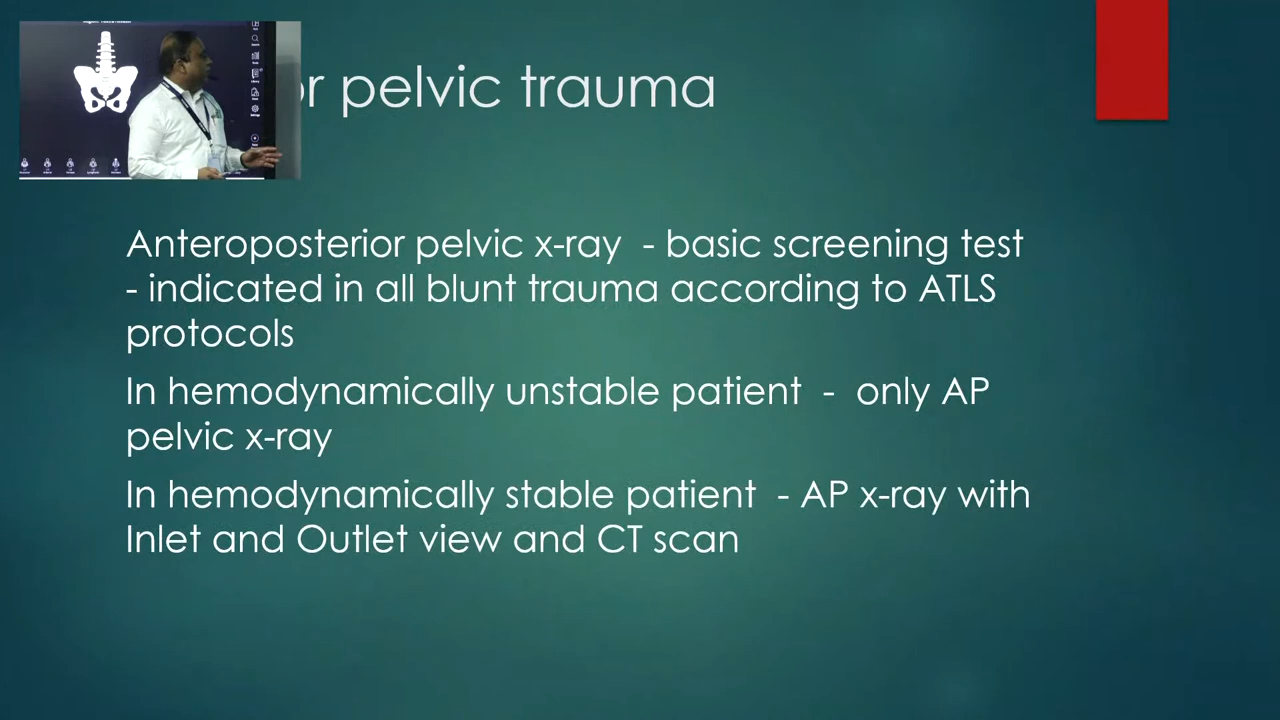 pelvic trauma
Anteroposterior pelvic x-ray - basic screening test
- indicated in all blunt trauma according to ATLS
protocols
In hemodynamically unstable patient - only AP
pelvic x-ray
In hemodynamically stable patient - AP x-ray with
Inlet and Outlet view and CT scan